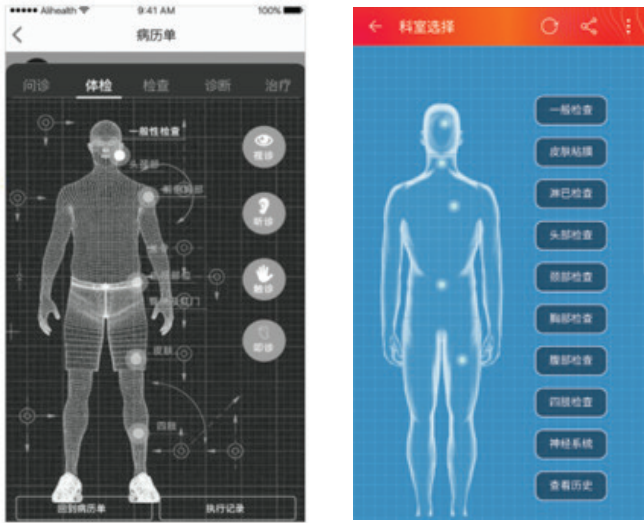 Alihealth
9:41 AM
100%
病历单
问诊
体检
检查
诊断
治疗
一般性检查
头颈部
皮肤
四肢
视诊
听诊
触诊
叩诊
回到病历单
执行记录
科室选择
一般检查
皮肤粘膜
淋巴检查
头部检查
颈部检查
胸部检查
腹部检查
四肢检查
神经系统
查看历史